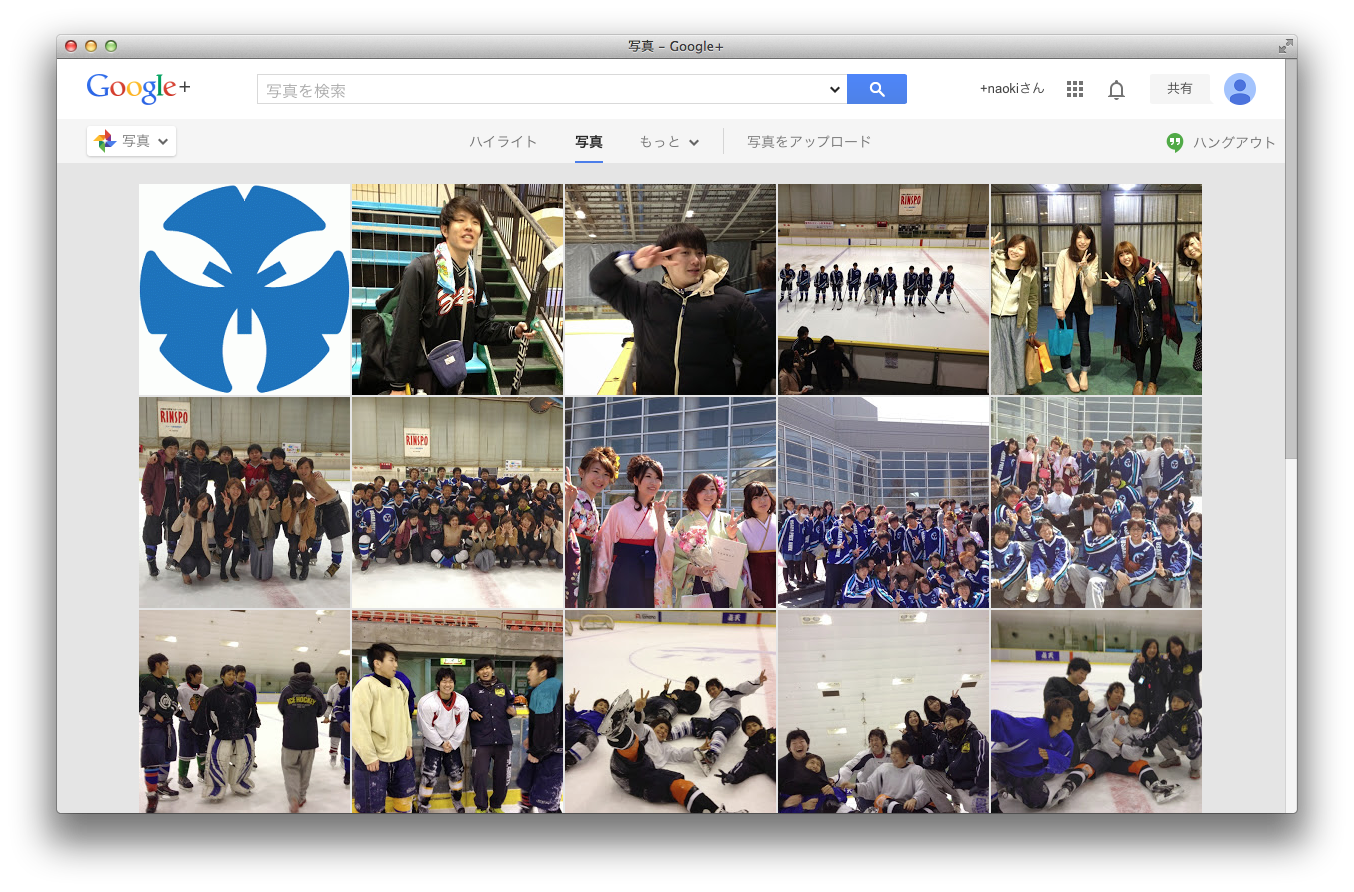 写真 - Google+
Google+
写真を検索
+naokiさん
共有
写真
ハイライト
写真
もっと
写真をアップロード
ハングアウト
RINSPO
RINSPO
RINSPO
ICE HOCKEY